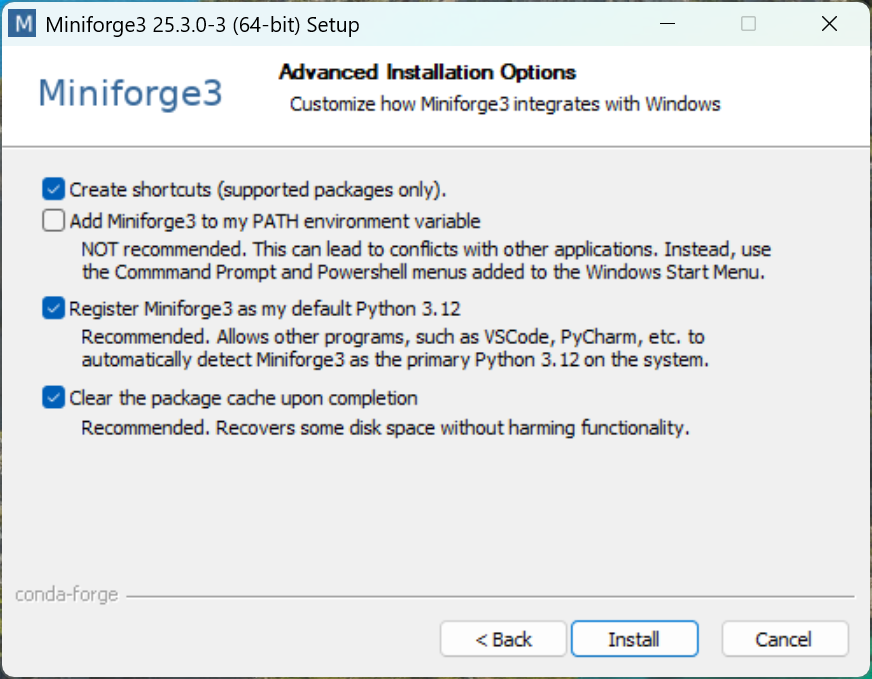 M Miniforge3 25.3.0-3 (64-bit) Setup
Miniforge3
Advanced Installation Options
Customize how Miniforge3 integrates with Windows
Create shortcuts (supported packages only).
Add Miniforge3 to my PATH environment variable
NOT recommended. This can lead to conflicts with other applications. Instead, use
the Commmand Prompt and Powershell menus added to the Windows Start Menu.
Register Miniforge3 as my default Python 3.12
Recommended. Allows other programs, such as VSCode, PyCharm, etc. to
automatically detect Miniforge3 as the primary Python 3.12 on the system.
Clear the package cache upon completion
Recommended. Recovers some disk space without harming functionality.
conda-forge
< Back
Install
Cancel